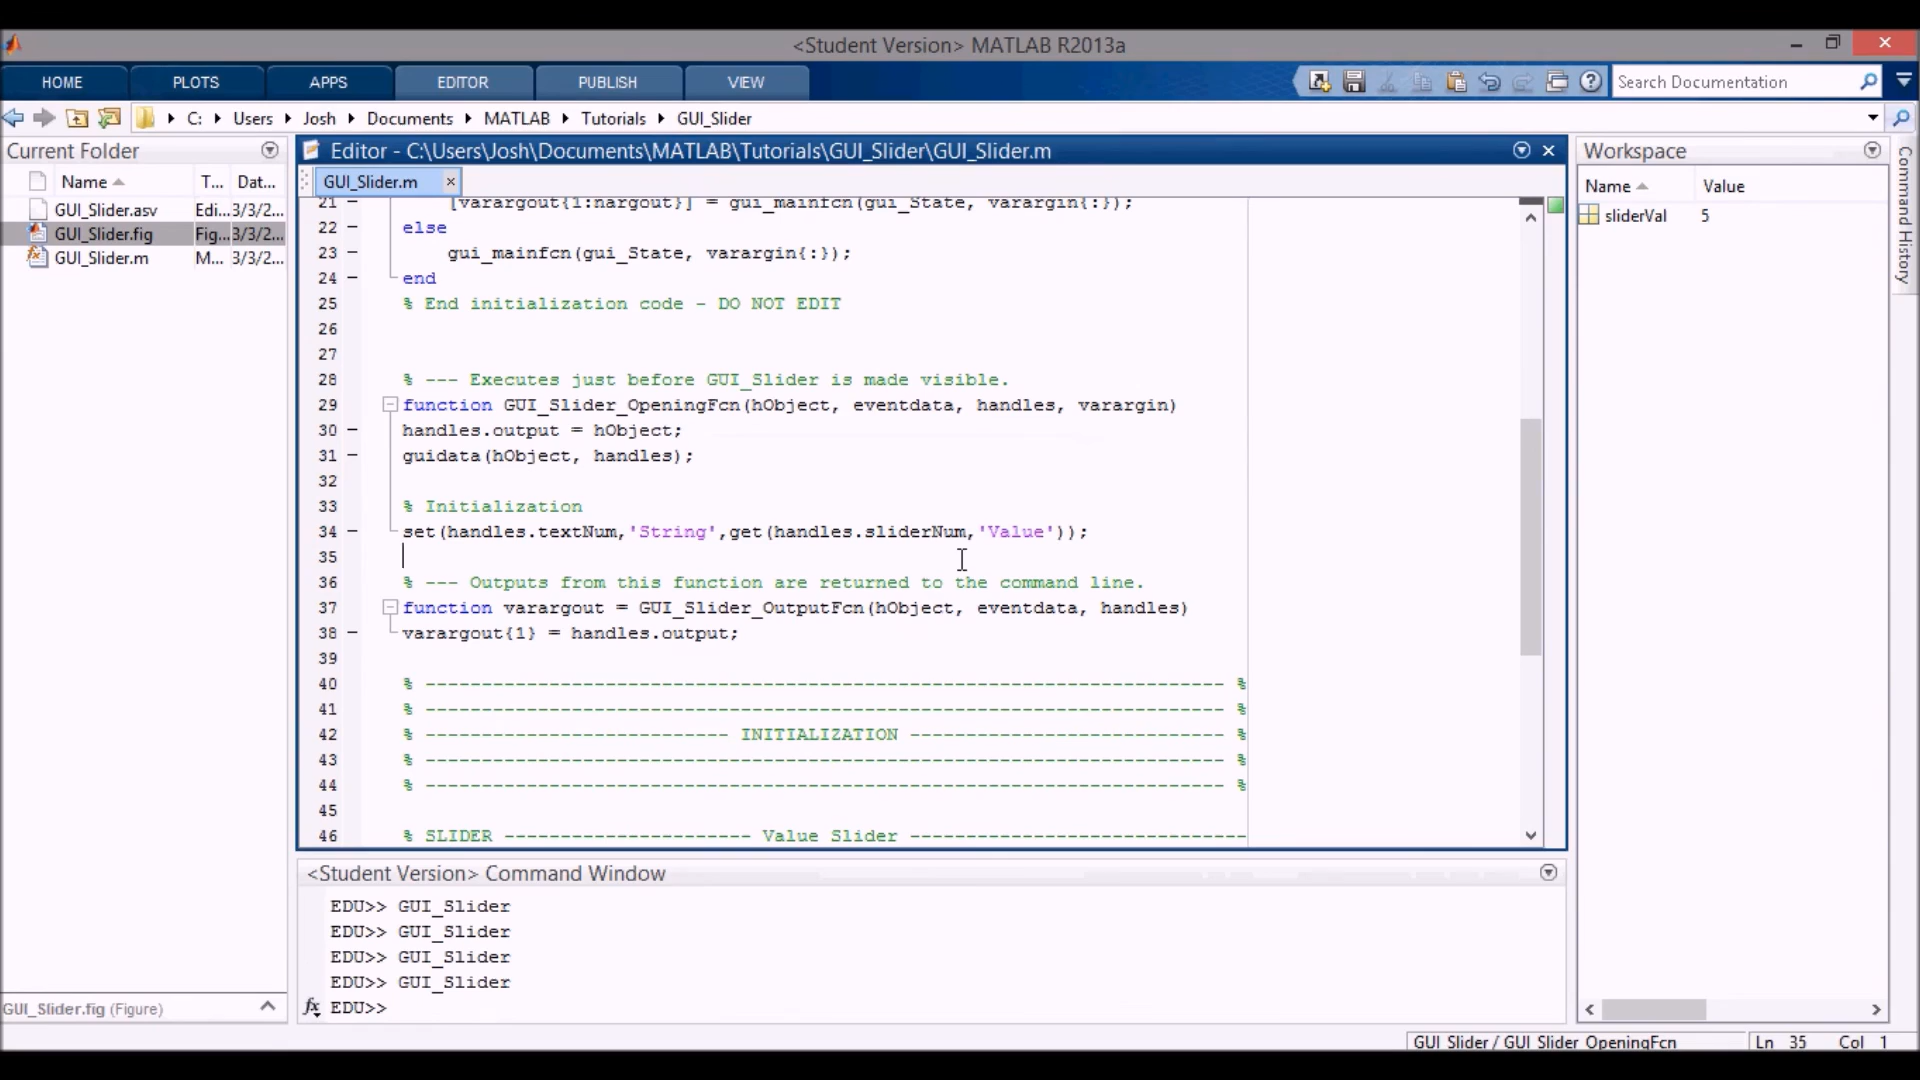 <Student Version> MATLAB R2013a
HOME PLOTS APPS EDITOR PUBLISH VIEW Search Documentation
C: Users Josh Documents MATLAB Tutorials GUI_Slider
Current Folder
Name T... Dat...
GUI_Slider.asv Edi... 3/3/2...
GUI_Slider.fig Fig... 3/3/2...
GUI_Slider.m M... 3/3/2...
GUI_Slider.fig (Figure)
Editor - C:\Users\Josh\Documents\MATLAB\Tutorials\GUI_Slider\GUI_Slider.m
GUI_Slider.m
21 - [varargout{1:nargout}] = gui_mainfcn(gui_State, varargin{:});
22 - else
23 - gui_mainfcn(gui_State, varargin{:});
24 - end
25 % End initialization code - DO NOT EDIT
26
27
28 % --- Executes just before GUI_Slider is made visible.
29 function GUI_Slider_OpeningFcn(hObject, eventdata, handles, varargin)
30 - handles.output = hObject;
31 - guidata(hObject, handles);
32
33 % Initialization
34 - set(handles.textNum,'String',get(handles.sliderNum,'Value'));
35
36 % --- Outputs from this function are returned to the command line.
37 function varargout = GUI_Slider_OutputFcn(hObject, eventdata, handles)
38 - varargout{1} = handles.output;
39
40 % ----------------------------------------------------------------------- %
41 % ----------------------------------------------------------------------- %
42 % --------------------------- INITIALIZATION ---------------------------- %
43 % ----------------------------------------------------------------------- %
44 % ----------------------------------------------------------------------- %
45
46 % SLIDER ---------------------- Value Slider ------------------------------
<Student Version> Command Window
EDU>> GUI_Slider
EDU>> GUI_Slider
EDU>> GUI_Slider
EDU>> GUI_Slider
fx EDU>>
Workspace
Name Value
sliderVal 5
Command History
GUI_Slider / GUI_Slider_OpeningFcn Ln 35 Col 1